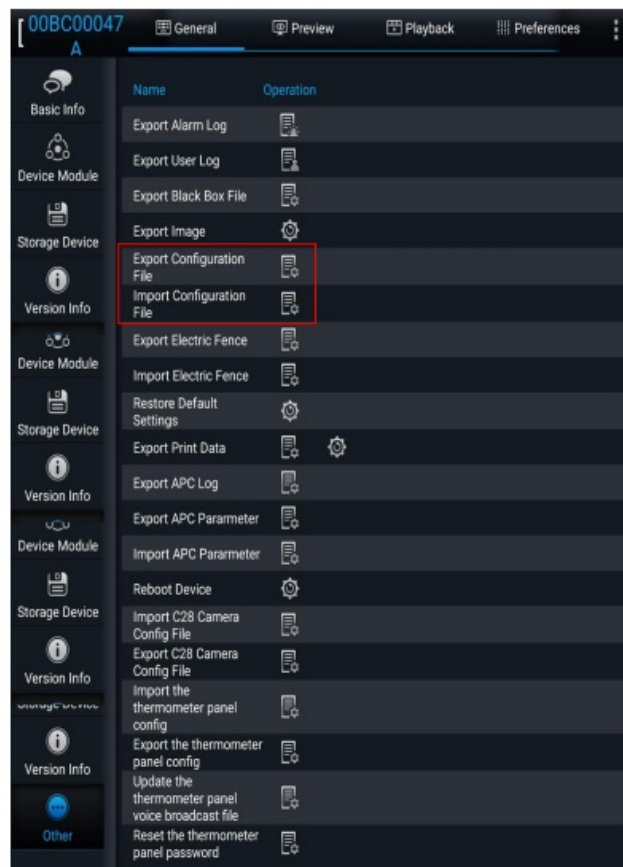 [ 00BC00047
A
General
Preview
Playback
Preferences
Basic Info
Device Module
Storage Device
Version Info
Device Module
Storage Device
Version Info
Device Module
Storage Device
Version Info
Storage Device
Version Info
Other
Name Operation
Export Alarm Log
Export User Log
Export Black Box File
Export Image
Export Configuration
File
Import Configuration
File
Export Electric Fence
Import Electric Fence
Restore Default
Settings
Export Print Data
Export APC Log
Export APC Pararmeter
Import APC Pararmeter
Reboot Device
Import C28 Camera
Config File
Export C28 Camera
Config File
Import the
thermometer panel
config
Export the thermometer
panel config
Update the
thermometer panel
voice broadcast file
Reset the thermometer
panel password